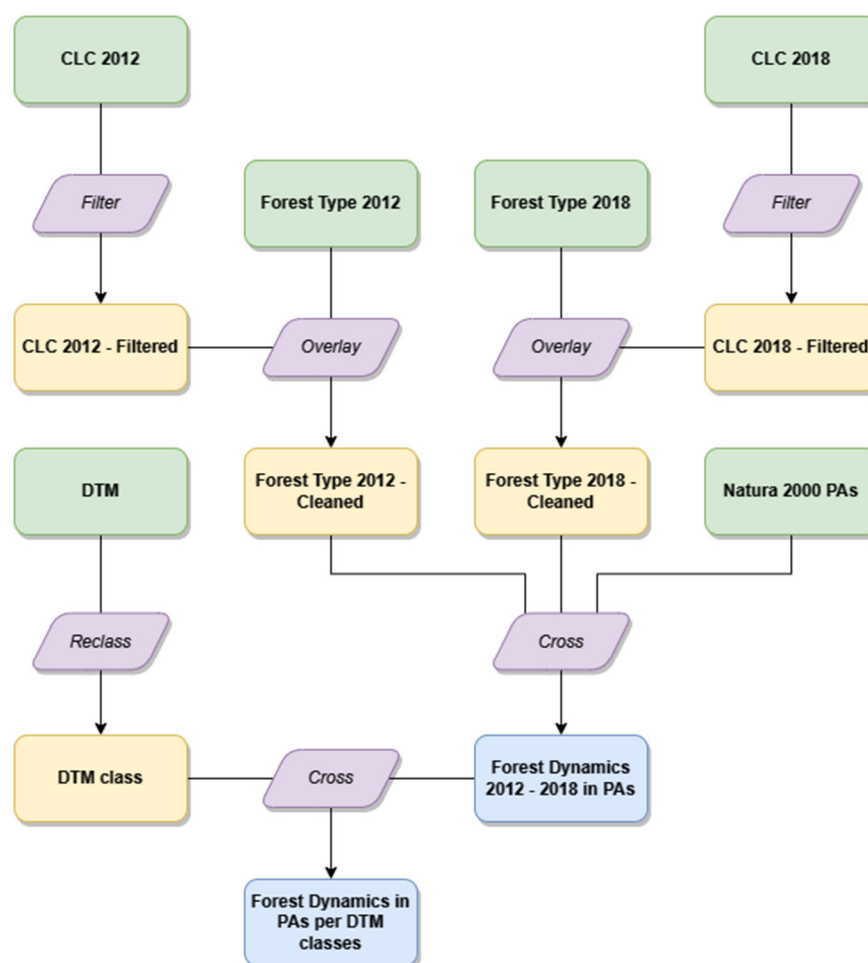 CLC 2012
CLC 2018
Filter
Forest Type 2012
Forest Type 2018
Filter
CLC 2012 - Filtered
Overlay
Overlay
CLC 2018 - Filtered
DTM
Forest Type 2012 -
Cleaned
Forest Type 2018 -
Cleaned
Natura 2000 PAs
Reclass
Cross
DTM class
Cross
Forest Dynamics
2012 - 2018 in PAs
Forest Dynamics in
PAs per DTM
classes